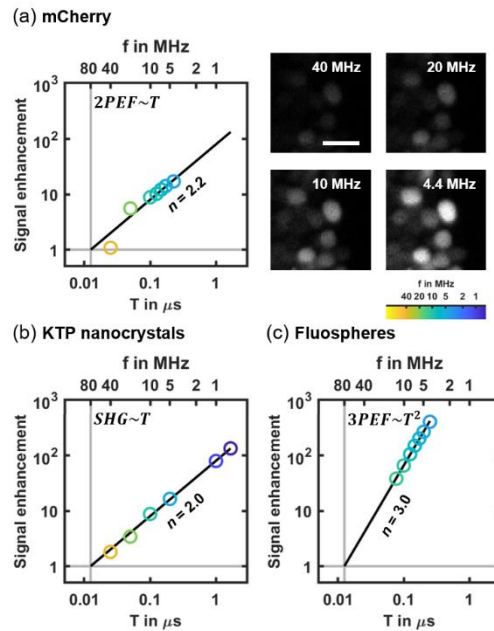 (a) mCherry
f in MHz
80 40 10 5 2 1
Signal enhancement
10³
10²
10
1
2PEF~T
n = 2.2
0.01 0.1 1
T in μs
40 MHz
20 MHz
10 MHz
4.4 MHz
f in MHz
40 20 10 5 2 1
(b) KTP nanocrystals
f in MHz
80 40 10 5 2 1
Signal enhancement
10³
10²
10
1
SHG~T
n = 2.0
0.01 0.1 1
T in μs
(c) Fluospheres
f in MHz
80 40 10 5 2 1
Signal enhancement
10³
10²
10
1
3PEF~T²
n = 3.0
0.01 0.1 1
T in μs